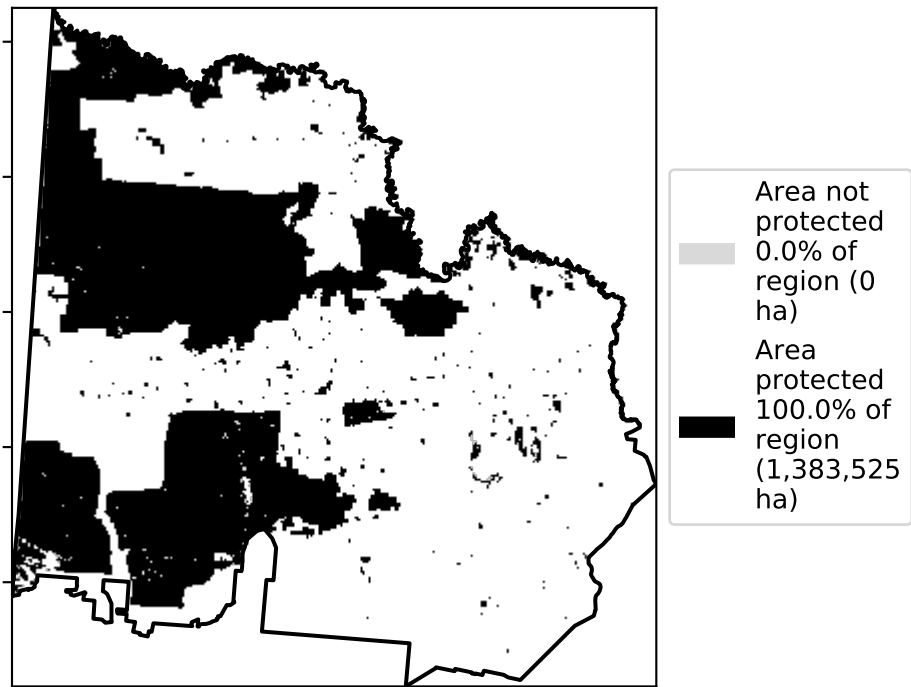 Area not
protected
0.0% of
region (0
ha)
Area
protected
100.0% of
region
(1,383,525
ha)